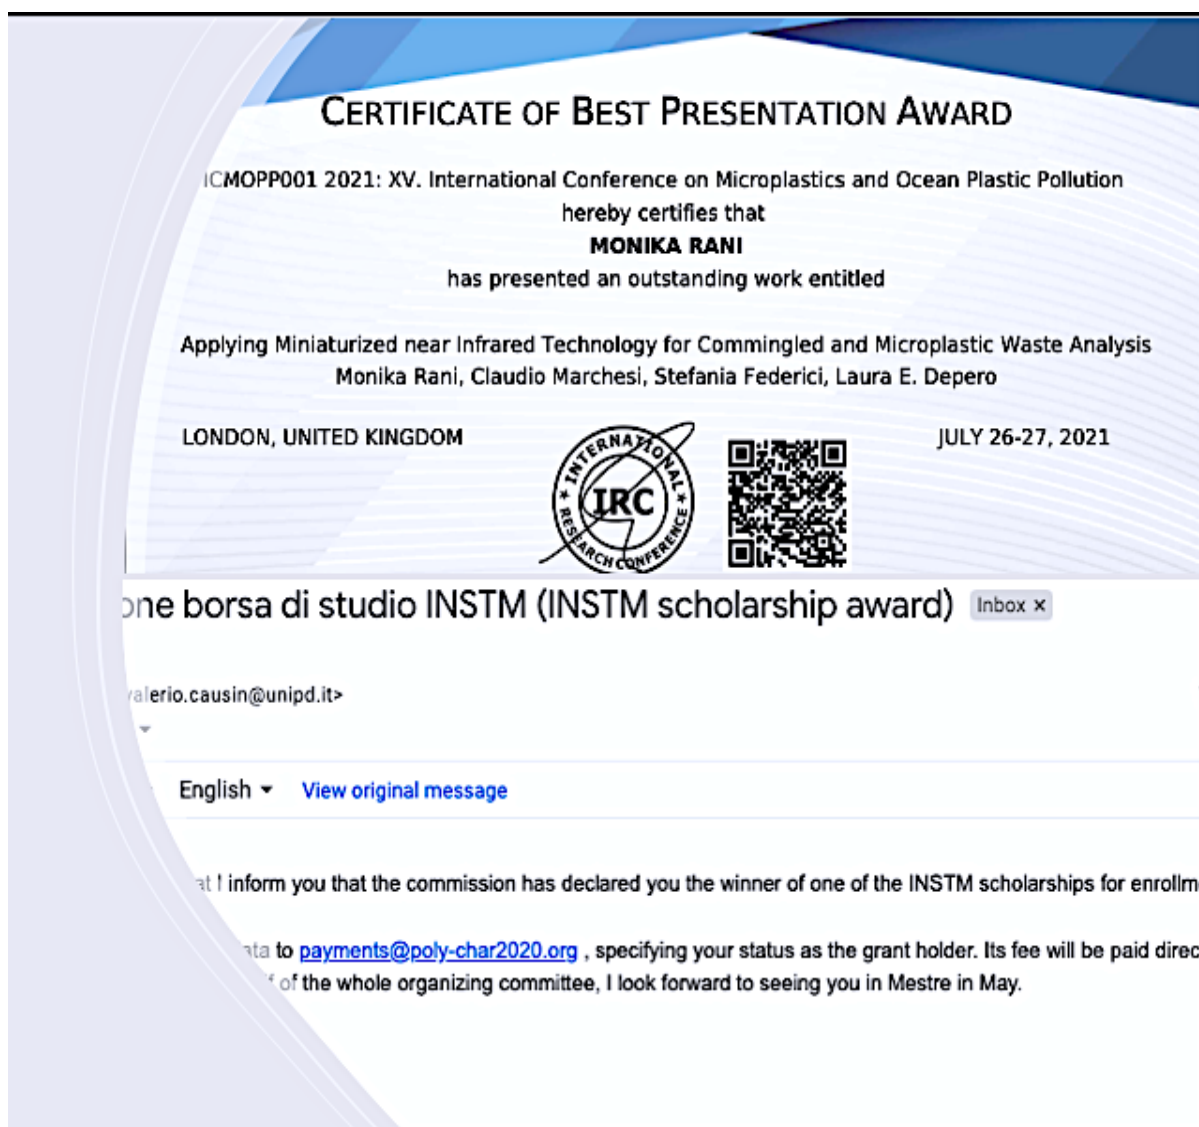 CERTIFICATE OF BEST PRESENTATION AWARD
ICMOPP001 2021: XV. International Conference on Microplastics and Ocean Plastic Pollution
hereby certifies that
MONIKA RANI
has presented an outstanding work entitled
Applying Miniaturized near Infrared Technology for Commingled and Microplastic Waste Analysis
Monika Rani, Claudio Marchesi, Stefania Federici, Laura E. Depero
LONDON, UNITED KINGDOM
JULY 26-27, 2021
INTERNATIONAL
IRC
RESEARCH CONFERENCE
one borsa di studio INSTM (INSTM scholarship award) Inbox ×
valerio.causin@unipd.it>
English
View original message
at I inform you that the commission has declared you the winner of one of the INSTM scholarships for enrollm
ata to payments@poly-char2020.org , specifying your status as the grant holder. Its fee will be paid direc
of the whole organizing committee, I look forward to seeing you in Mestre in May.